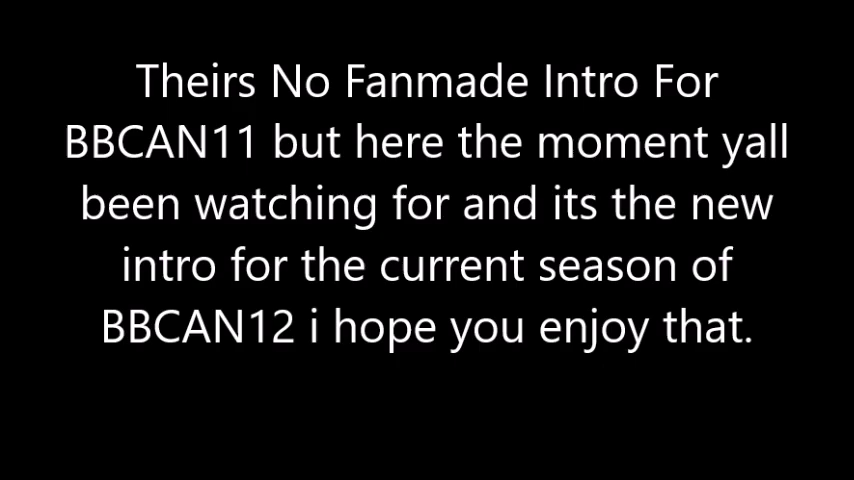 Theirs No Fanmade Intro For
BBCAN11 but here the moment yall
been watching for and its the new
intro for the current season of
BBCAN12 i hope you enjoy that.